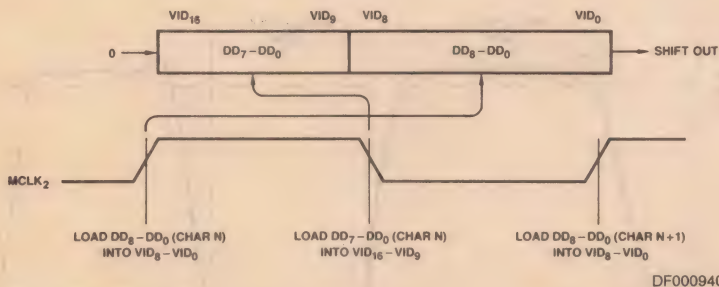 VID₁₆ VID₉ VID₈ VID₀
0 DD₇–DD₀ DD₈–DD₀ SHIFT OUT
MCLK₂
LOAD DD₈–DD₀ (CHAR N) LOAD DD₇–DD₀ (CHAR N) LOAD DD₈–DD₀ (CHAR N+1)
INTO VID₈–VID₀ INTO VID₁₆–VID₉ INTO VID₈–VID₀
DF000940